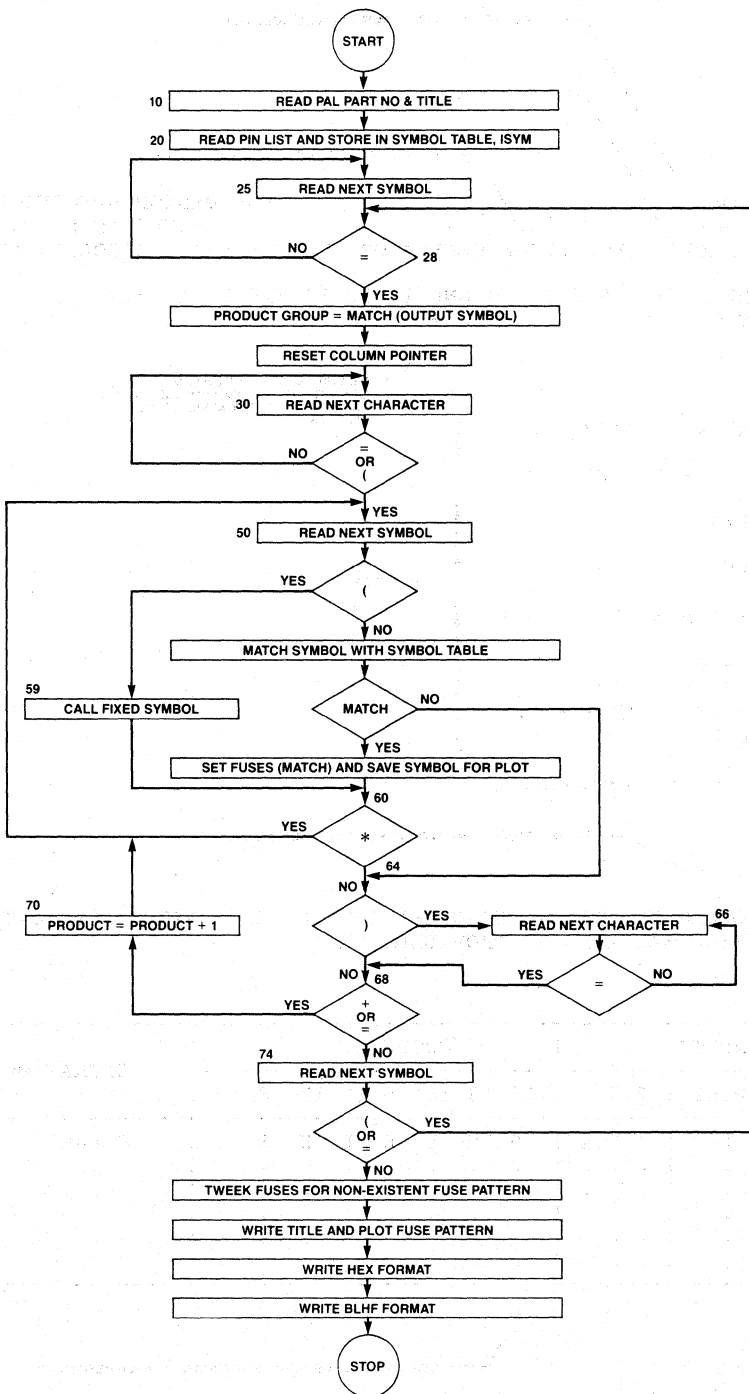 START
10 READ PAL PART NO & TITLE
20 READ PIN LIST AND STORE IN SYMBOL TABLE, ISYM
25 READ NEXT SYMBOL
NO = 28
YES
PRODUCT GROUP = MATCH (OUTPUT SYMBOL)
RESET COLUMN POINTER
30 READ NEXT CHARACTER
NO
=
OR
(
YES
50 READ NEXT SYMBOL
YES (
NO
MATCH SYMBOL WITH SYMBOL TABLE
59
CALL FIXED SYMBOL
MATCH NO
YES
SET FUSES (MATCH) AND SAVE SYMBOL FOR PLOT
60
YES *
64
NO
70
PRODUCT = PRODUCT + 1
) YES
READ NEXT CHARACTER 66
YES = NO
NO 68
YES
+
OR
=
NO
74
READ NEXT SYMBOL
(
OR
=
YES
NO
TWEEK FUSES FOR NON-EXISTENT FUSE PATTERN
WRITE TITLE AND PLOT FUSE PATTERN
WRITE HEX FORMAT
WRITE BLHF FORMAT
STOP